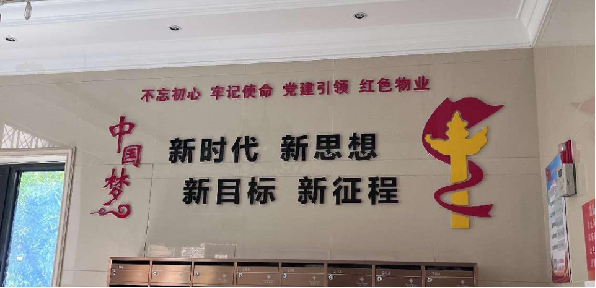 不忘初心 牢记使命 党建引领 红色物业
中国梦
新时代 新思想
新目标 新征程